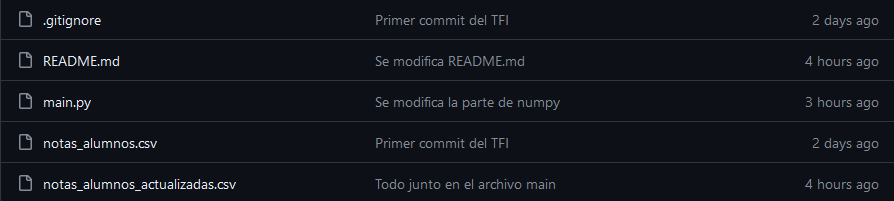 .gitignore Primer commit del TFI 2 days ago
README.md Se modifica README.md 4 hours ago
main.py Se modifica la parte de numpy 3 hours ago
notas_alumnos.csv Primer commit del TFI 2 days ago
notas_alumnos_actualizadas.csv Todo junto en el archivo main 4 hours ago